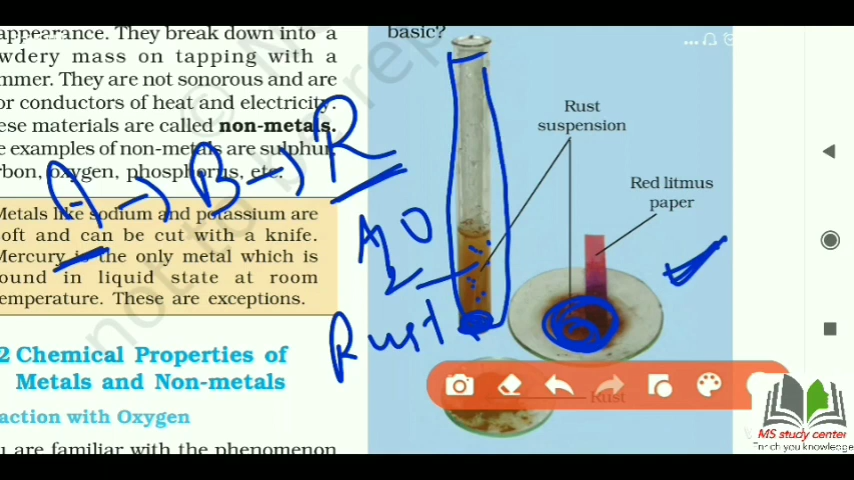 appearance. They break down into a
wdery mass on tapping with a
mmer. They are not sonorous and are
or conductors of heat and electricity.
ese materials are called non-metals.
e examples of non-metals are sulphur,
rbon, oxygen, phosphorus, etc.
Metals like sodium and potassium are
oft and can be cut with a knife.
Mercury is the only metal which is
ound in liquid state at room
emperature. These are exceptions.
2 Chemical Properties of
Metals and Non-metals
action with Oxygen
u are familiar with the phenomenon
A → B → R
basic?
Rust
suspension
Red litmus
paper
Rust
Rust
MS study center
Enrich you knowledge